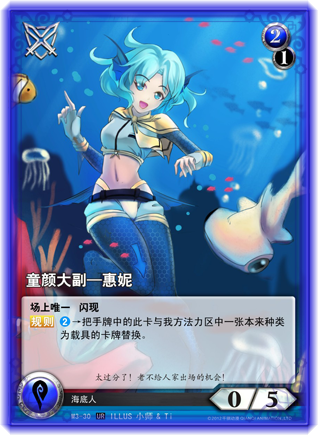 2
1
童颜大副—惠妮
场上唯一 闪现
规则 2→把手牌中的此卡与我方法力区中一张本来种类
为载具的卡牌替换。
太过分了！老不给人家出场的机会！
海底人
0 / 5
UR ILLUS 小师 & Ti